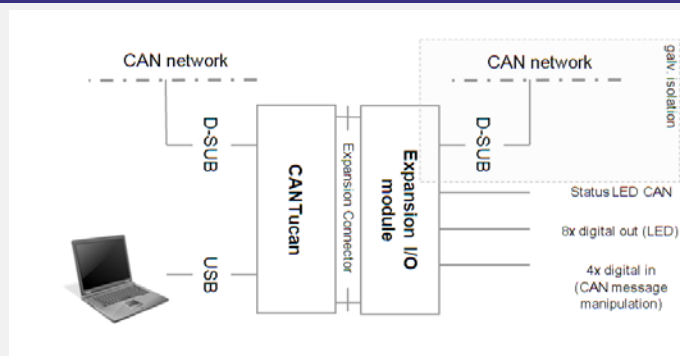 CAN network
CAN network
galv. isolation
D-SUB
D-SUB
CANTucan
Expansion Connector
Expansion I/O
module
Status LED CAN
8x digital out (LED)
USB
4x digital in
(CAN message
manipulation)